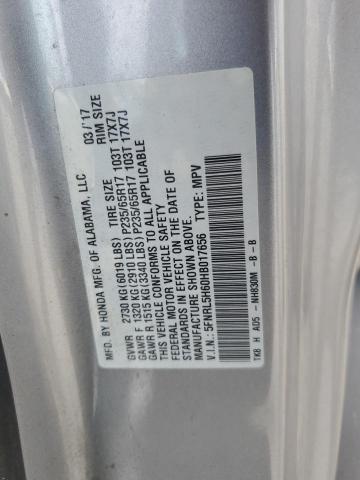 MFD. BY HONDA MFG. OF ALABAMA, LLC 03/'17
TIRE SIZE RIM SIZE
GVWR 2730 KG(6019 LBS)
GAWR F 1320 KG(2910 LBS) P235/65R17 103T 17X7J
GAWR R 1515 KG(3340 LBS) P235/65R17 103T 17X7J
THIS VEHICLE CONFORMS TO ALL APPLICABLE
FEDERAL MOTOR VEHICLE SAFETY
STANDARDS IN EFFECT ON THE DATE OF
MANUFACTURE SHOWN ABOVE.
V.I.N.: 5FNRL5H60HB017656 TYPE: MPV
TK8 H AD5 - NH830M - B - B